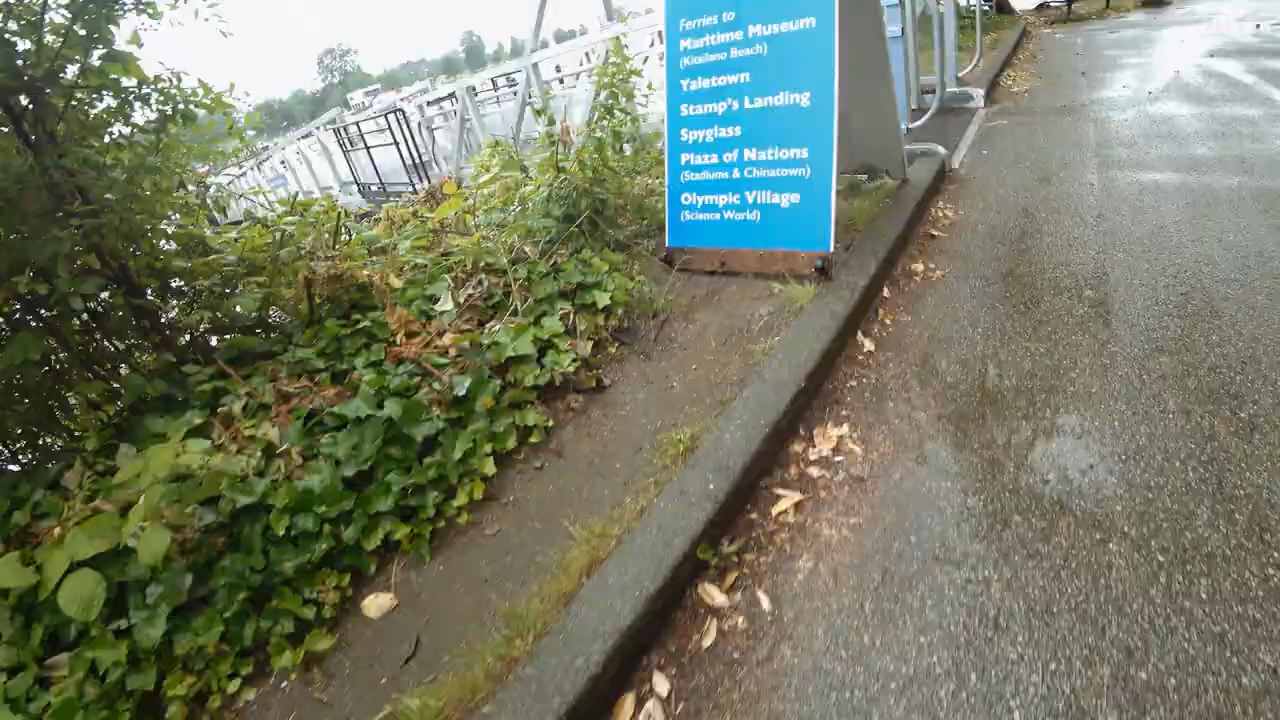 Ferries to
Maritime Museum
(Kitsilano Beach)
Yaletown
Stamp's Landing
Spyglass
Plaza of Nations
(Stadiums & Chinatown)
Olympic Village
(Science World)